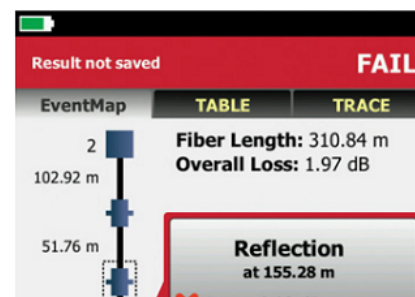 Result not saved
FAIL
EventMap TABLE TRACE
2
Fiber Length: 310.84 m
Overall Loss: 1.97 dB
102.92 m
51.76 m
Reflection
at 155.28 m